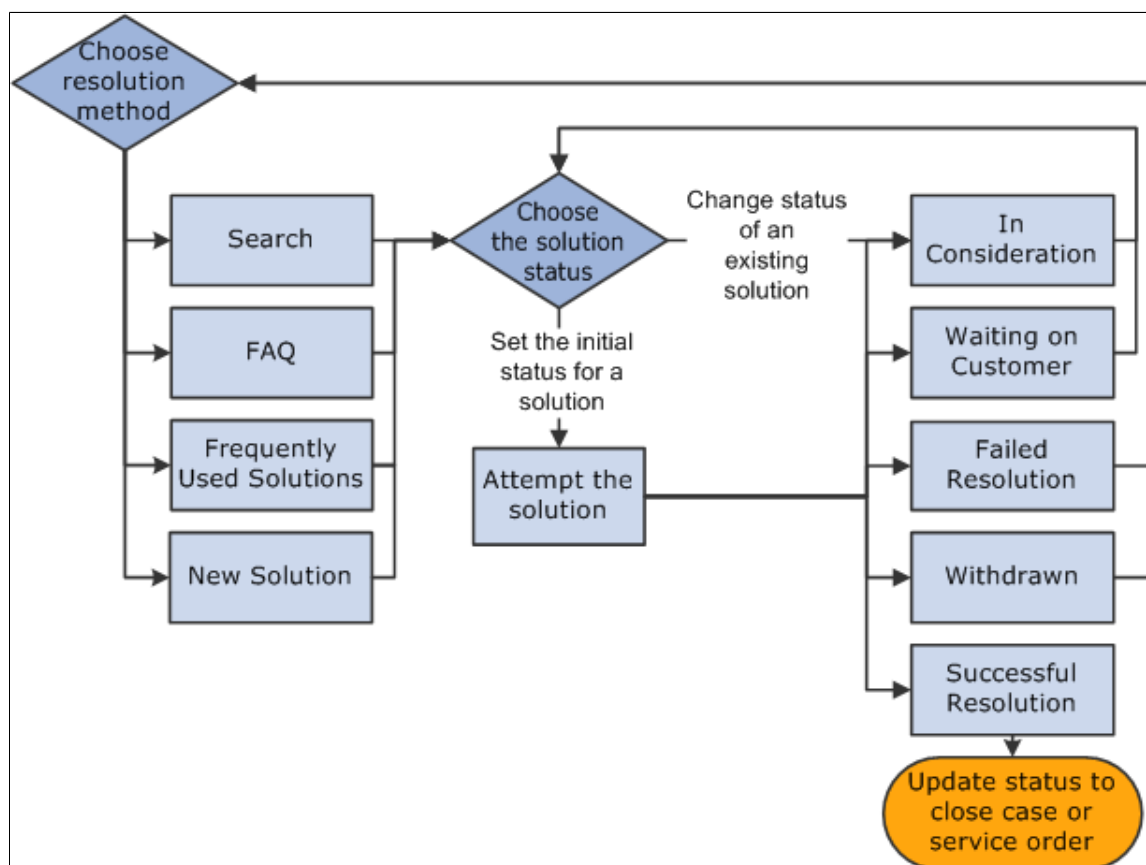 Choose
resolution
method
Search
FAQ
Frequently
Used Solutions
New Solution
Choose
the solution
status
Change status
of an
existing
solution
Set the initial
status for a
solution
Attempt the
solution
In
Consideration
Waiting on
Customer
Failed
Resolution
Withdrawn
Successful
Resolution
Update status to
close case or
service order